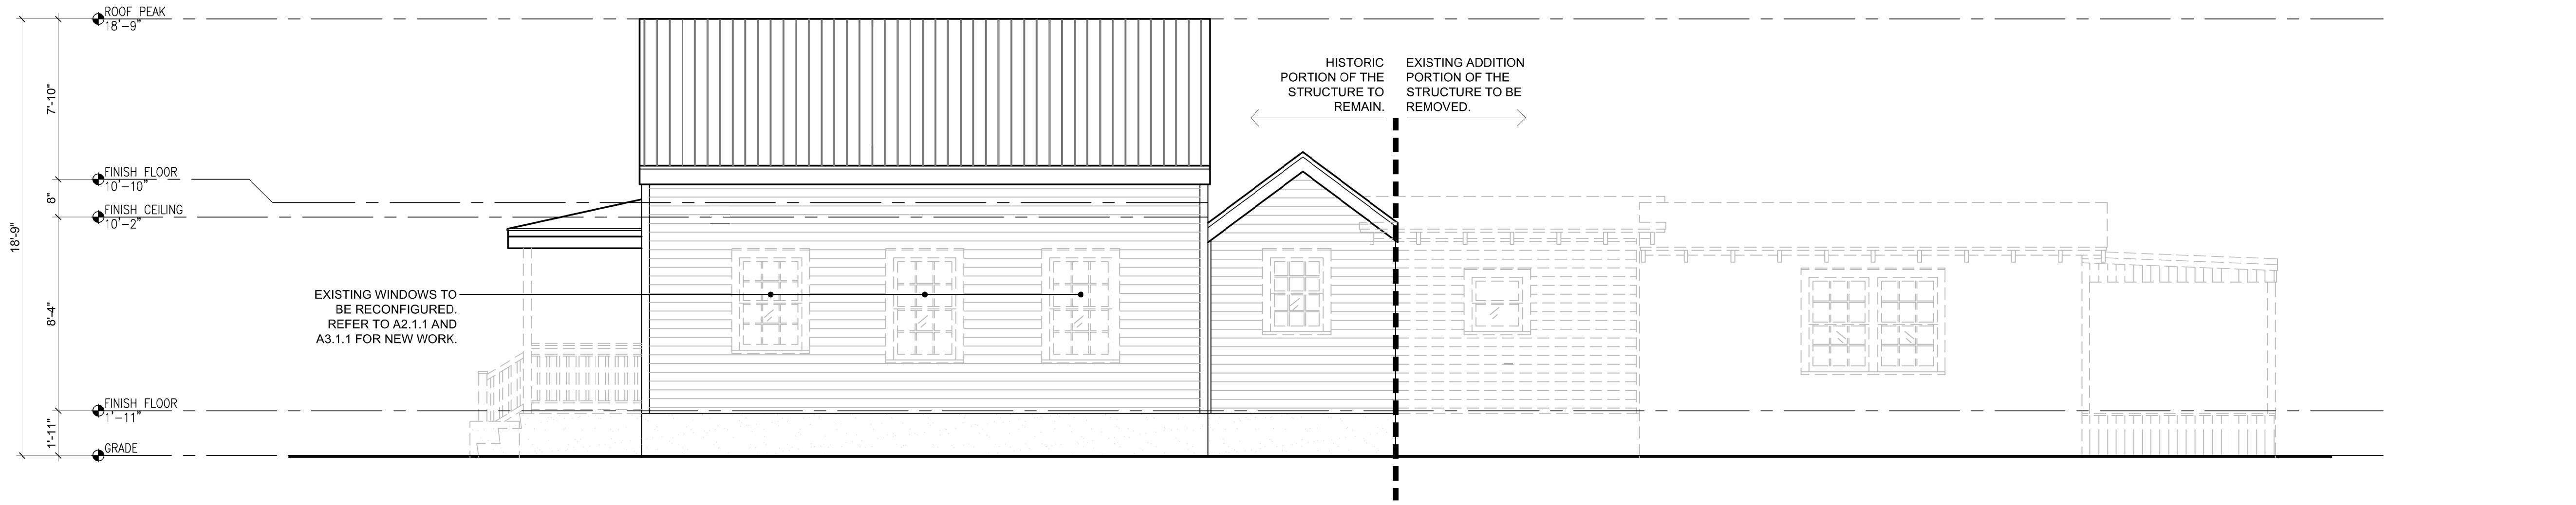 ROOF PEAK
18'-9"
HISTORIC
PORTION OF THE
STRUCTURE TO
REMAIN.
EXISTING ADDITION
PORTION OF THE
STRUCTURE TO BE
REMOVED.
7'-10"
FINISH FLOOR
10'-10"
8"
FINISH CEILING
10'-2"
18'-9"
EXISTING WINDOWS TO
BE RECONFIGURED.
REFER TO A2.1.1 AND
A3.1.1 FOR NEW WORK.
8'-4"
FINISH FLOOR
1'-11"
1'-11"
GRADE